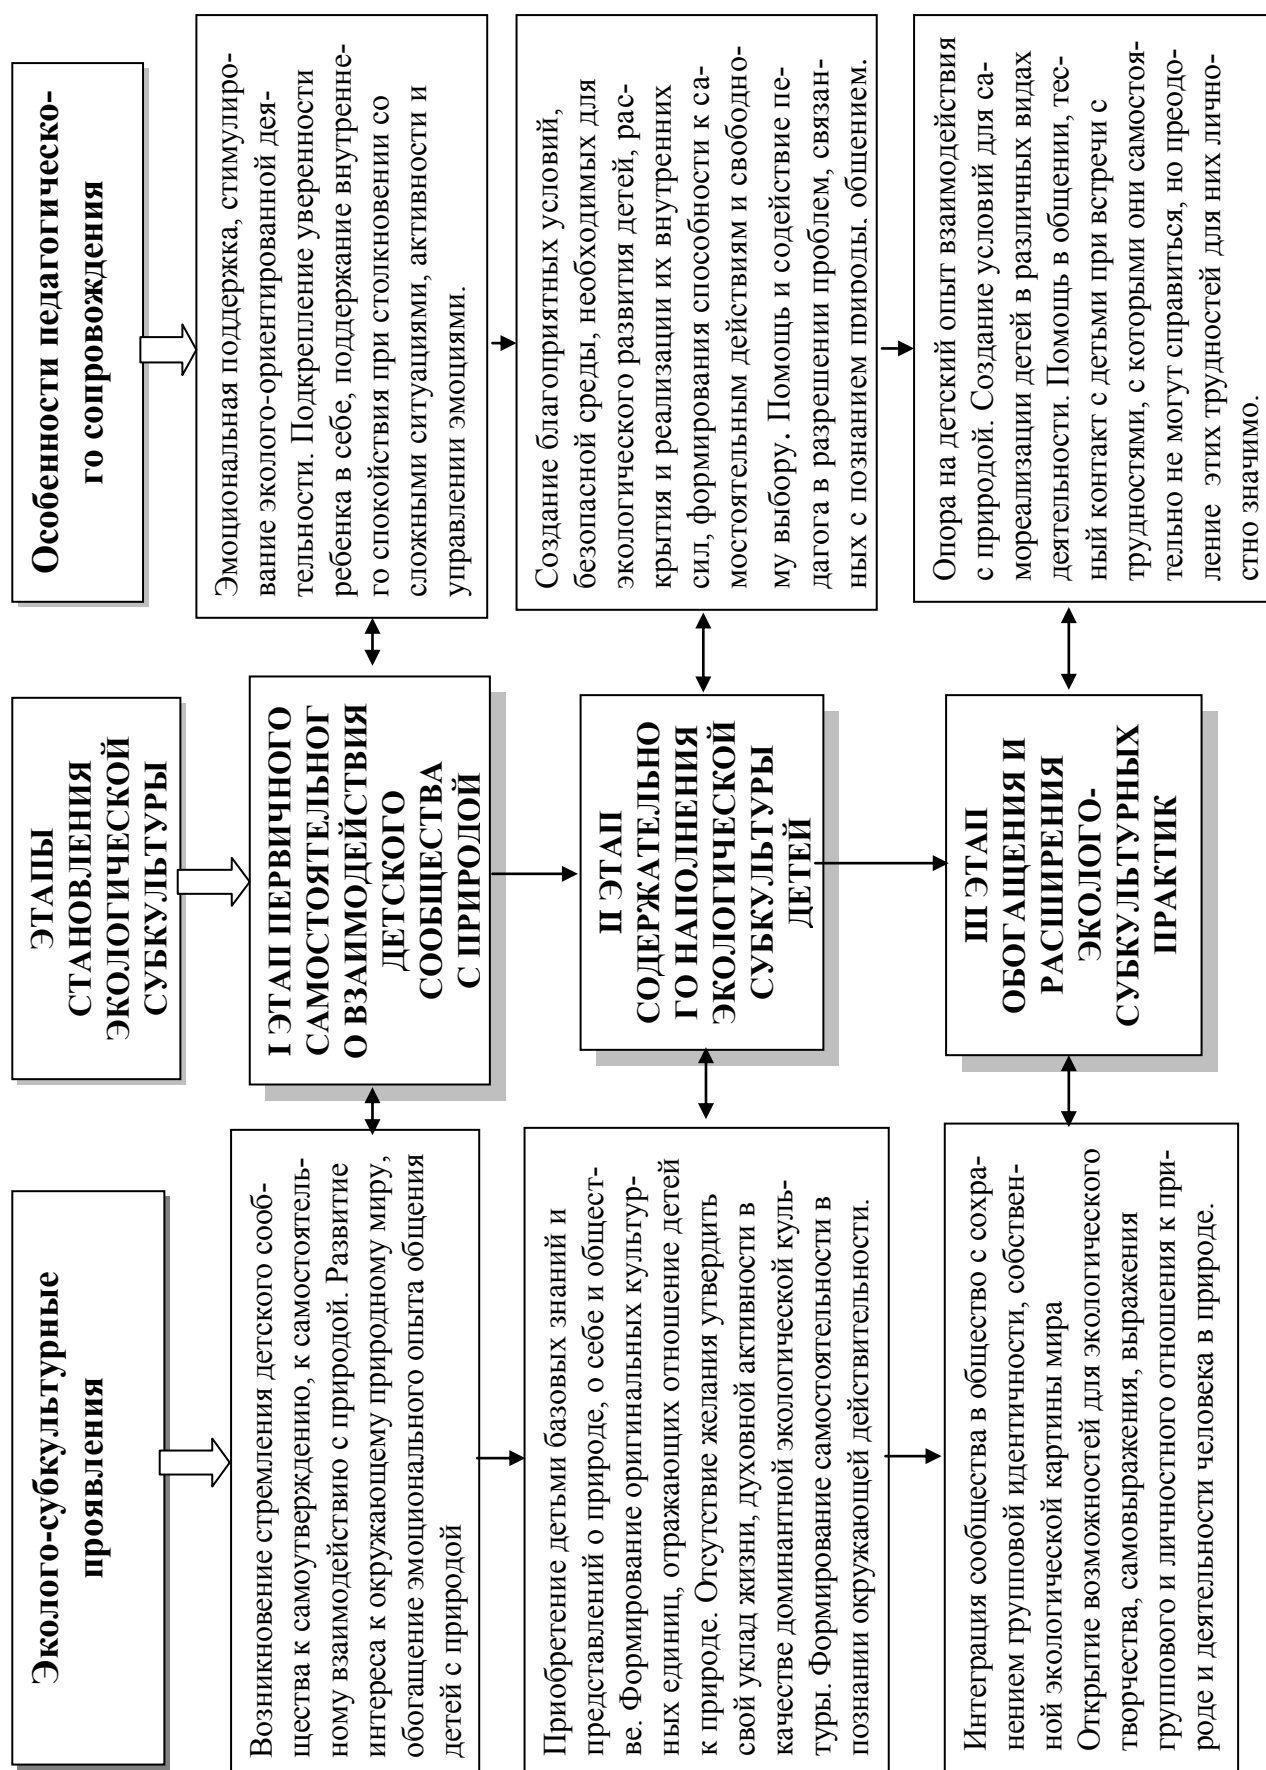 Эколого-субкультурные
проявления
ЭТАПЫ
СТАНОВЛЕНИЯ
ЭКОЛОГИЧЕСКОЙ
СУБКУЛЬТУРЫ
Особенности педагогическо-
го сопровождения
Возникновение стремления детского сооб-
щества к самоутверждению, к самостоятель-
ному взаимодействию с природой. Развитие
интереса к окружающему природному миру,
обогащение эмоционального опыта общения
детей с природой
I ЭТАП ПЕРВИЧНОГО
САМОСТОЯТЕЛЬНОГ
О ВЗАИМОДЕЙСТВИЯ
ДЕТСКОГО
СООБЩЕСТВА
С ПРИРОДОЙ
Эмоциональная поддержка, стимулиро-
вание эколого-ориентированной дея-
тельности. Подкрепление уверенности
ребенка в себе, поддержание внутренне-
го спокойствия при столкновении со
сложными ситуациями, активности и
управлении эмоциями.
Приобретение детьми базовых знаний и
представлений о природе, о себе и общест-
ве. Формирование оригинальных культур-
ных единиц, отражающих отношение детей
к природе. Отсутствие желания утвердить
свой уклад жизни, духовной активности в
качестве доминантной экологической куль-
туры. Формирование самостоятельности в
познании окружающей действительности.
II ЭТАП
СОДЕРЖАТЕЛЬНО
ГО НАПОЛНЕНИЯ
ЭКОЛОГИЧЕСКОЙ
СУБКУЛЬТУРЫ
ДЕТЕЙ
Создание благоприятных условий,
безопасной среды, необходимых для
экологического развития детей, рас-
крытия и реализации их внутренних
сил, формирования способности к са-
мостоятельным действиям и свободно-
му выбору. Помощь и содействие пе-
дагога в разрешении проблем, связан-
ных с познанием природы. общением.
Интеграция сообщества в общество с сохра-
нением групповой идентичности, собствен-
ной экологической картины мира
Открытие возможностей для экологического
творчества, самовыражения, выражения
группового и личностного отношения к при-
роде и деятельности человека в природе.
III ЭТАП
ОБОГАЩЕНИЯ И
РАСШИРЕНИЯ
ЭКОЛОГО-
СУБКУЛЬТУРНЫХ
ПРАКТИК
Опора на детский опыт взаимодействия
с природой. Создание условий для са-
мореализации детей в различных видах
деятельности. Помощь в общении, тес-
ный контакт с детьми при встречи с
трудностями, с которыми они самостоя-
тельно не могут справиться, но преодо-
ление этих трудностей для них лично-
стно значимо.